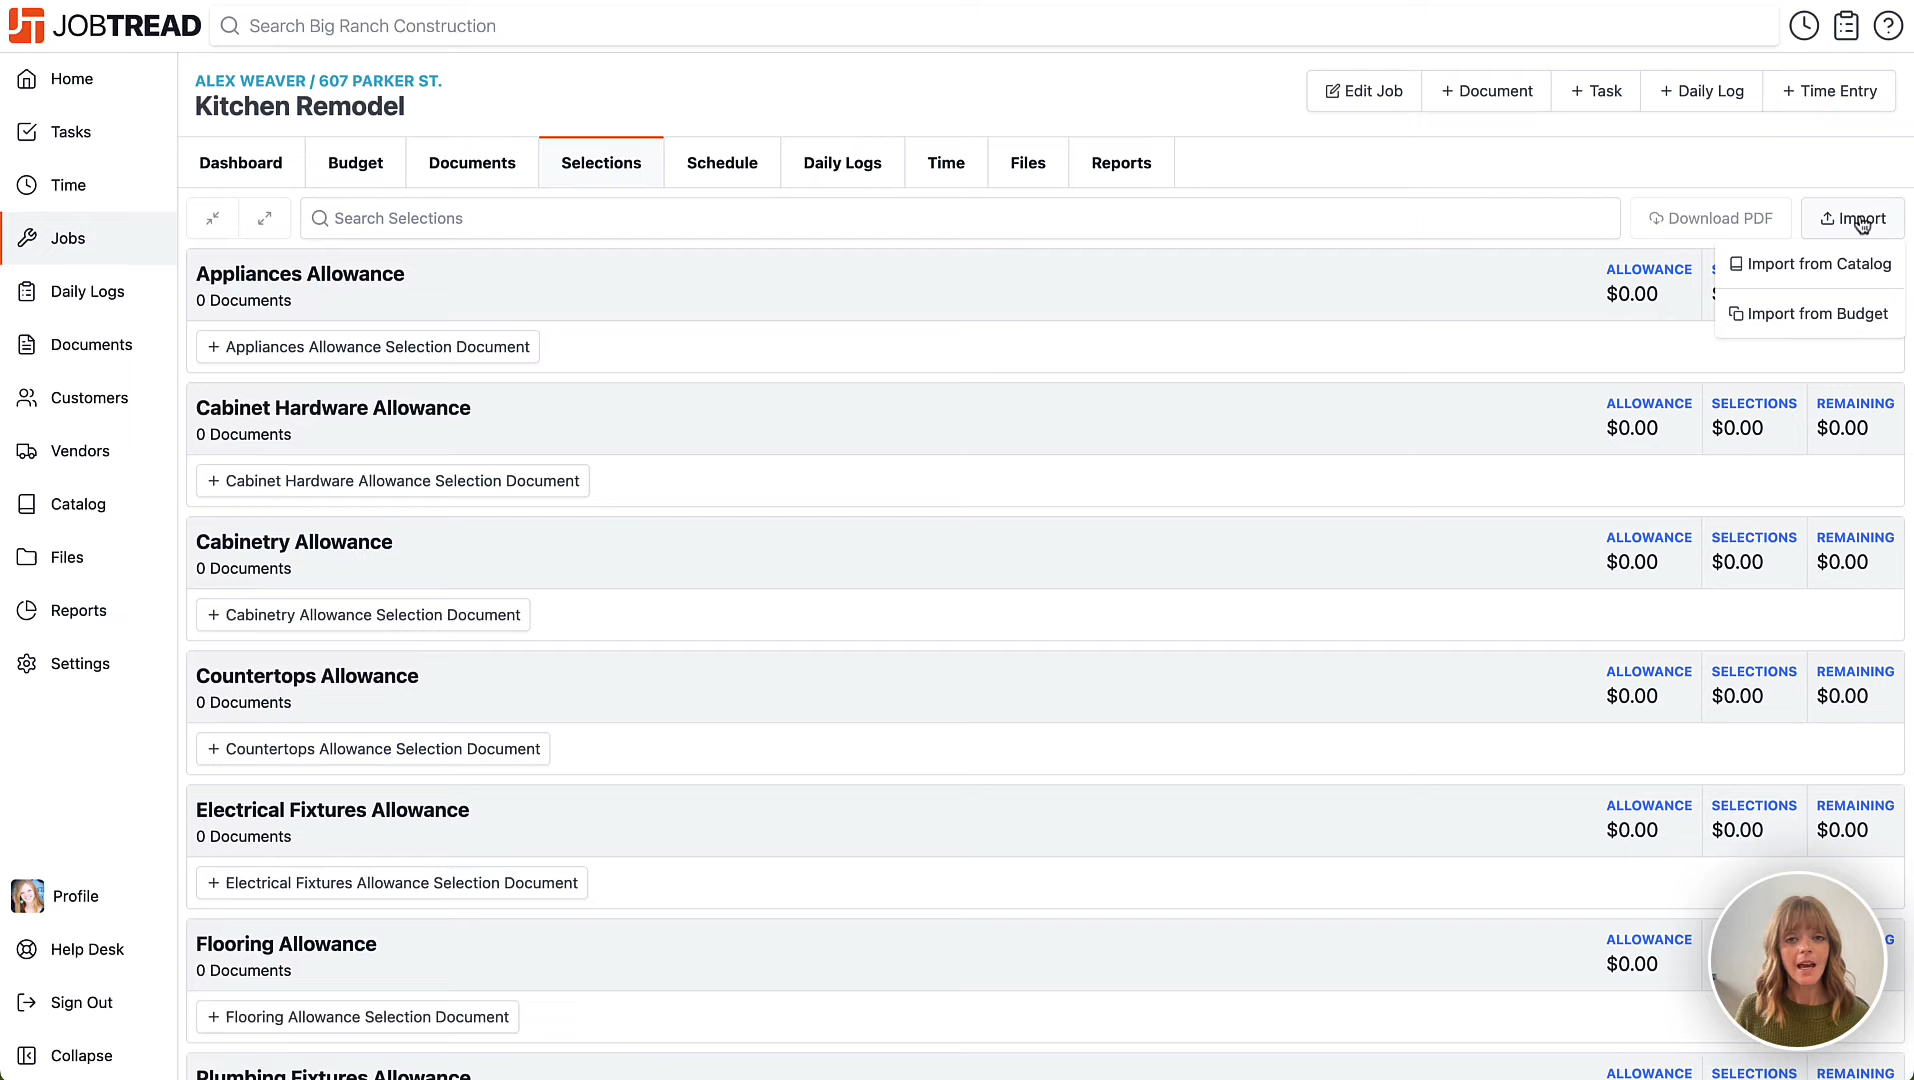 JOBTREAD
Search Big Ranch Construction
Home
Tasks
Time
Jobs
Daily Logs
Documents
Customers
Vendors
Catalog
Files
Reports
Settings
Profile
Help Desk
Sign Out
Collapse
ALEX WEAVER / 607 PARKER ST.
Kitchen Remodel
Edit Job
+ Document
+ Task
+ Daily Log
+ Time Entry
Dashboard
Budget
Documents
Selections
Schedule
Daily Logs
Time
Files
Reports
Search Selections
Download PDF
Import
Import from Catalog
Import from Budget
Appliances Allowance
0 Documents
ALLOWANCE
$0.00
+ Appliances Allowance Selection Document
Cabinet Hardware Allowance
0 Documents
ALLOWANCE SELECTIONS REMAINING
$0.00 $0.00 $0.00
+ Cabinet Hardware Allowance Selection Document
Cabinetry Allowance
0 Documents
ALLOWANCE SELECTIONS REMAINING
$0.00 $0.00 $0.00
+ Cabinetry Allowance Selection Document
Countertops Allowance
0 Documents
ALLOWANCE SELECTIONS REMAINING
$0.00 $0.00 $0.00
+ Countertops Allowance Selection Document
Electrical Fixtures Allowance
0 Documents
ALLOWANCE SELECTIONS REMAINING
$0.00 $0.00 $0.00
+ Electrical Fixtures Allowance Selection Document
Flooring Allowance
0 Documents
ALLOWANCE
$0.00
+ Flooring Allowance Selection Document
Plumbing Fixtures Allowance
ALLOWANCE SELECTIONS REMAINING